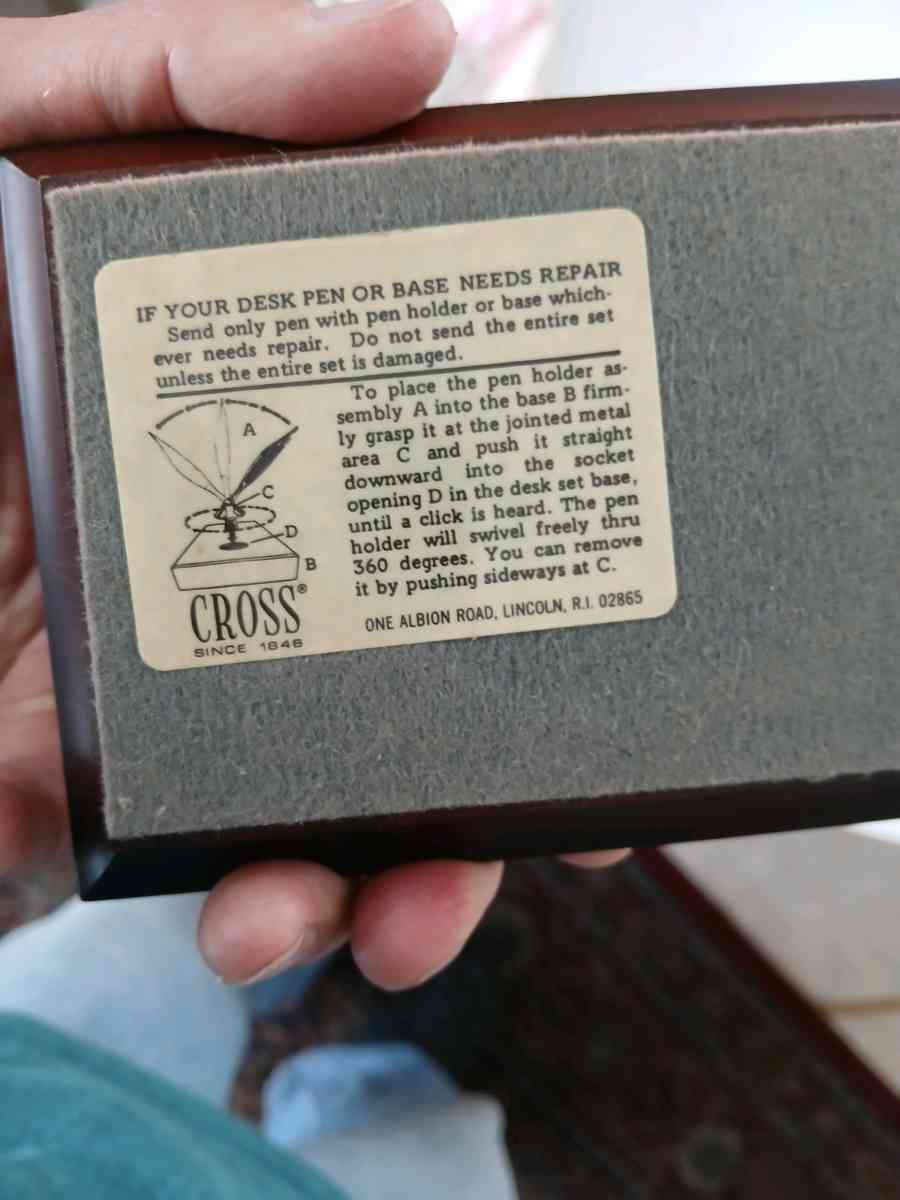 IF YOUR DESK PEN OR BASE NEEDS REPAIR
Send only pen with pen holder or base which-
ever needs repair. Do not send the entire set
unless the entire set is damaged.
To place the pen holder as-
sembly A into the base B firm-
ly grasp it at the jointed metal
area C and push it straight
downward into the socket
opening D in the desk set base,
until a click is heard. The pen
holder will swivel freely thru
360 degrees. You can remove
it by pushing sideways at C.
A
C
D
B
CROSS®
SINCE 1846
ONE ALBION ROAD, LINCOLN, R.I. 02865